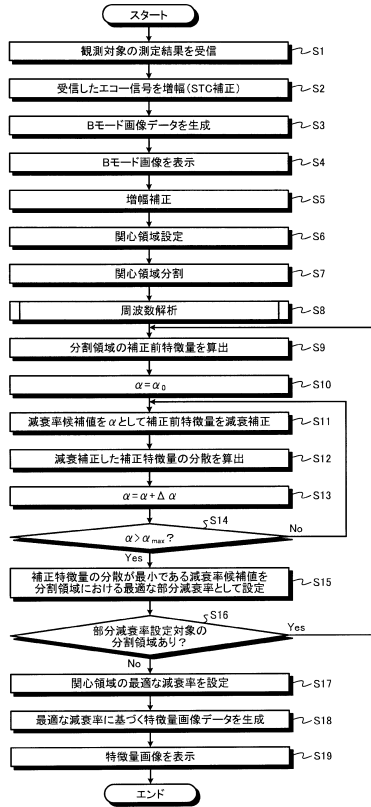 スタート
観測対象の測定結果を受信 S1
受信したエコー信号を増幅(STC補正) S2
Bモード画像データを生成 S3
Bモード画像を表示 S4
増幅補正 S5
関心領域設定 S6
関心領域分割 S7
周波数解析 S8
分割領域の補正前特徴量を算出 S9
α=α0 S10
減衰率候補値をαとして補正前特徴量を減衰補正 S11
減衰補正した補正特徴量の分散を算出 S12
α=α+Δα S13
S14
α>αmax? No
Yes
補正特徴量の分散が最小である減衰率候補値を
分割領域における最適な部分減衰率として設定 S15
S16
部分減衰率設定対象の Yes
分割領域あり?
No
関心領域の最適な減衰率を設定 S17
最適な減衰率に基づく特徴量画像データを生成 S18
特徴量画像を表示 S19
エンド